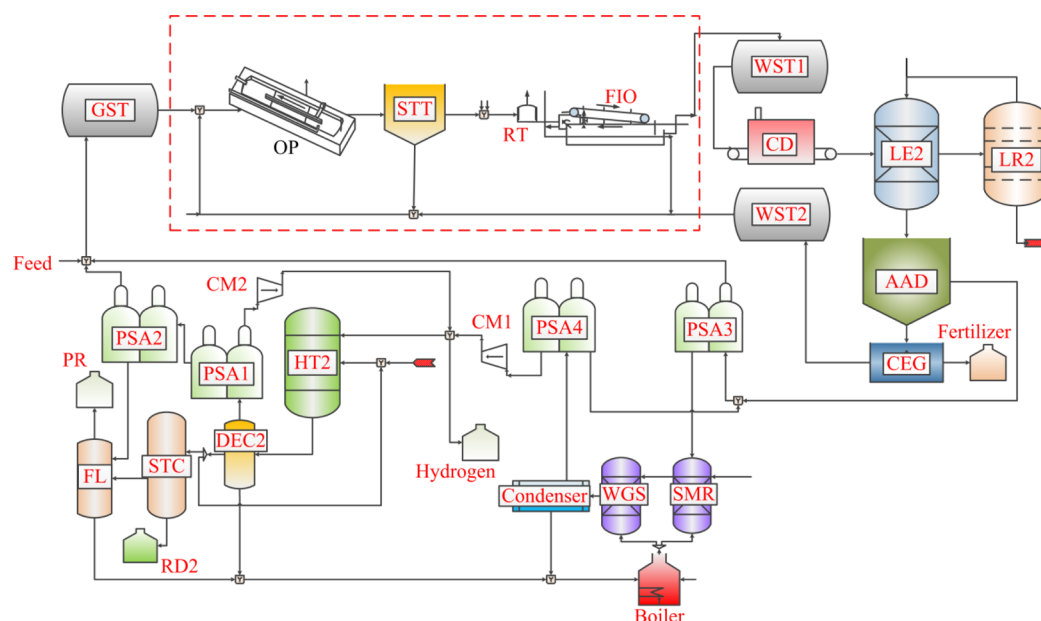 WST1
GST
STT
FIO
RT
OP
CD
LE2
LR2
WST2
Feed
AAD
CM2
PSA2
PSA1
HT2
CM1
PSA4
PSA3
Fertilizer
CEG
PR
DEC2
FL
STC
Hydrogen
Condenser
WGS
SMR
RD2
Boiler